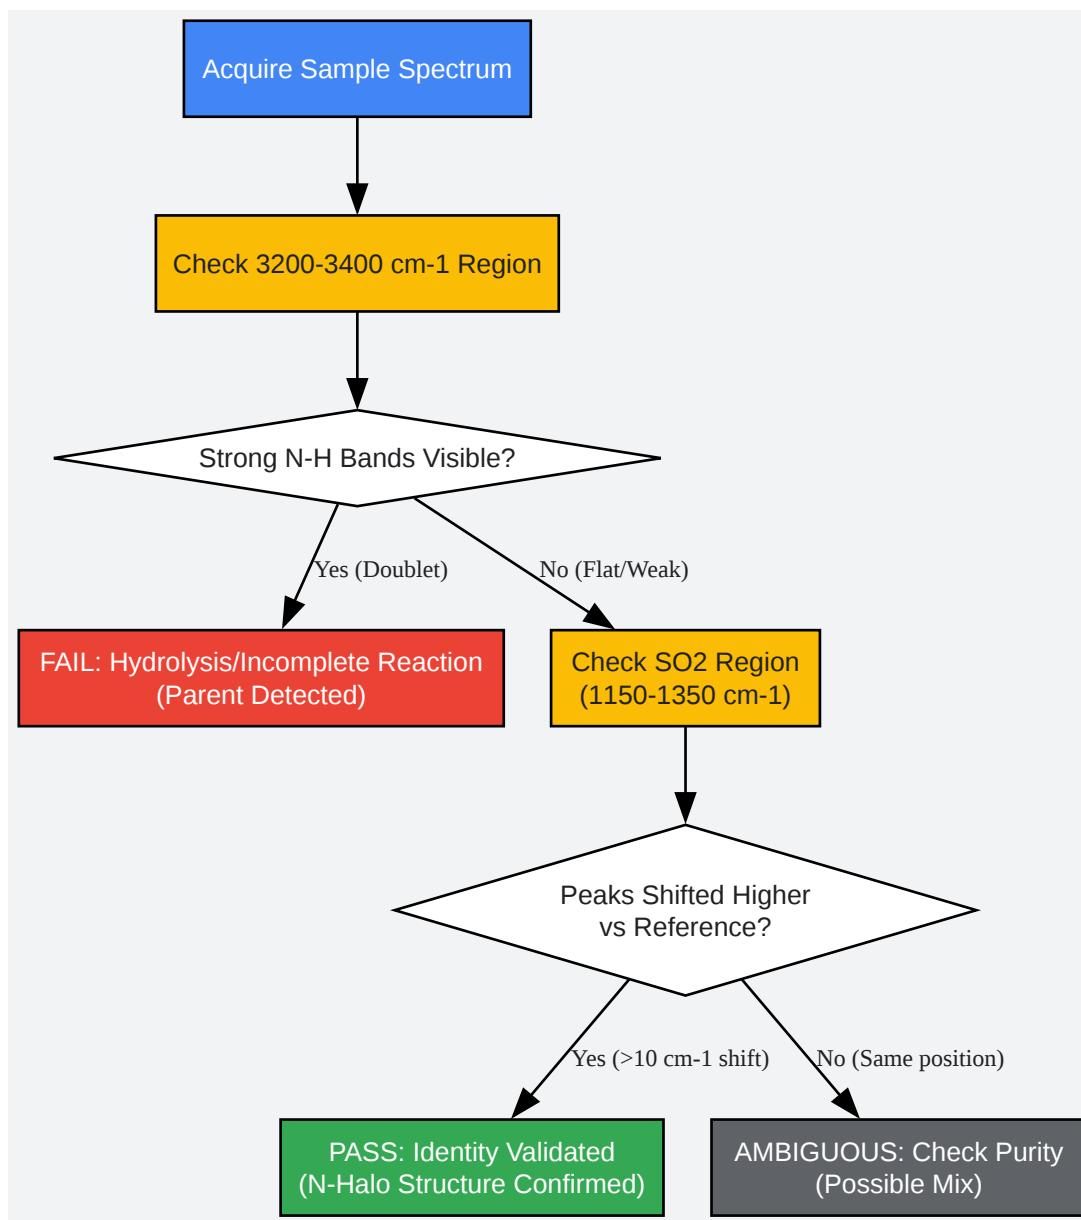 Acquire Sample Spectrum
Check 3200-3400 cm-1 Region
Strong N-H Bands Visible?
Yes (Doublet)
No (Flat/Weak)
FAIL: Hydrolysis/Incomplete Reaction
(Parent Detected)
Check SO2 Region
(1150-1350 cm-1)
Peaks Shifted Higher
vs Reference?
Yes (>10 cm-1 shift)
No (Same position)
PASS: Identity Validated
(N-Halo Structure Confirmed)
AMBIGUOUS: Check Purity
(Possible Mix)